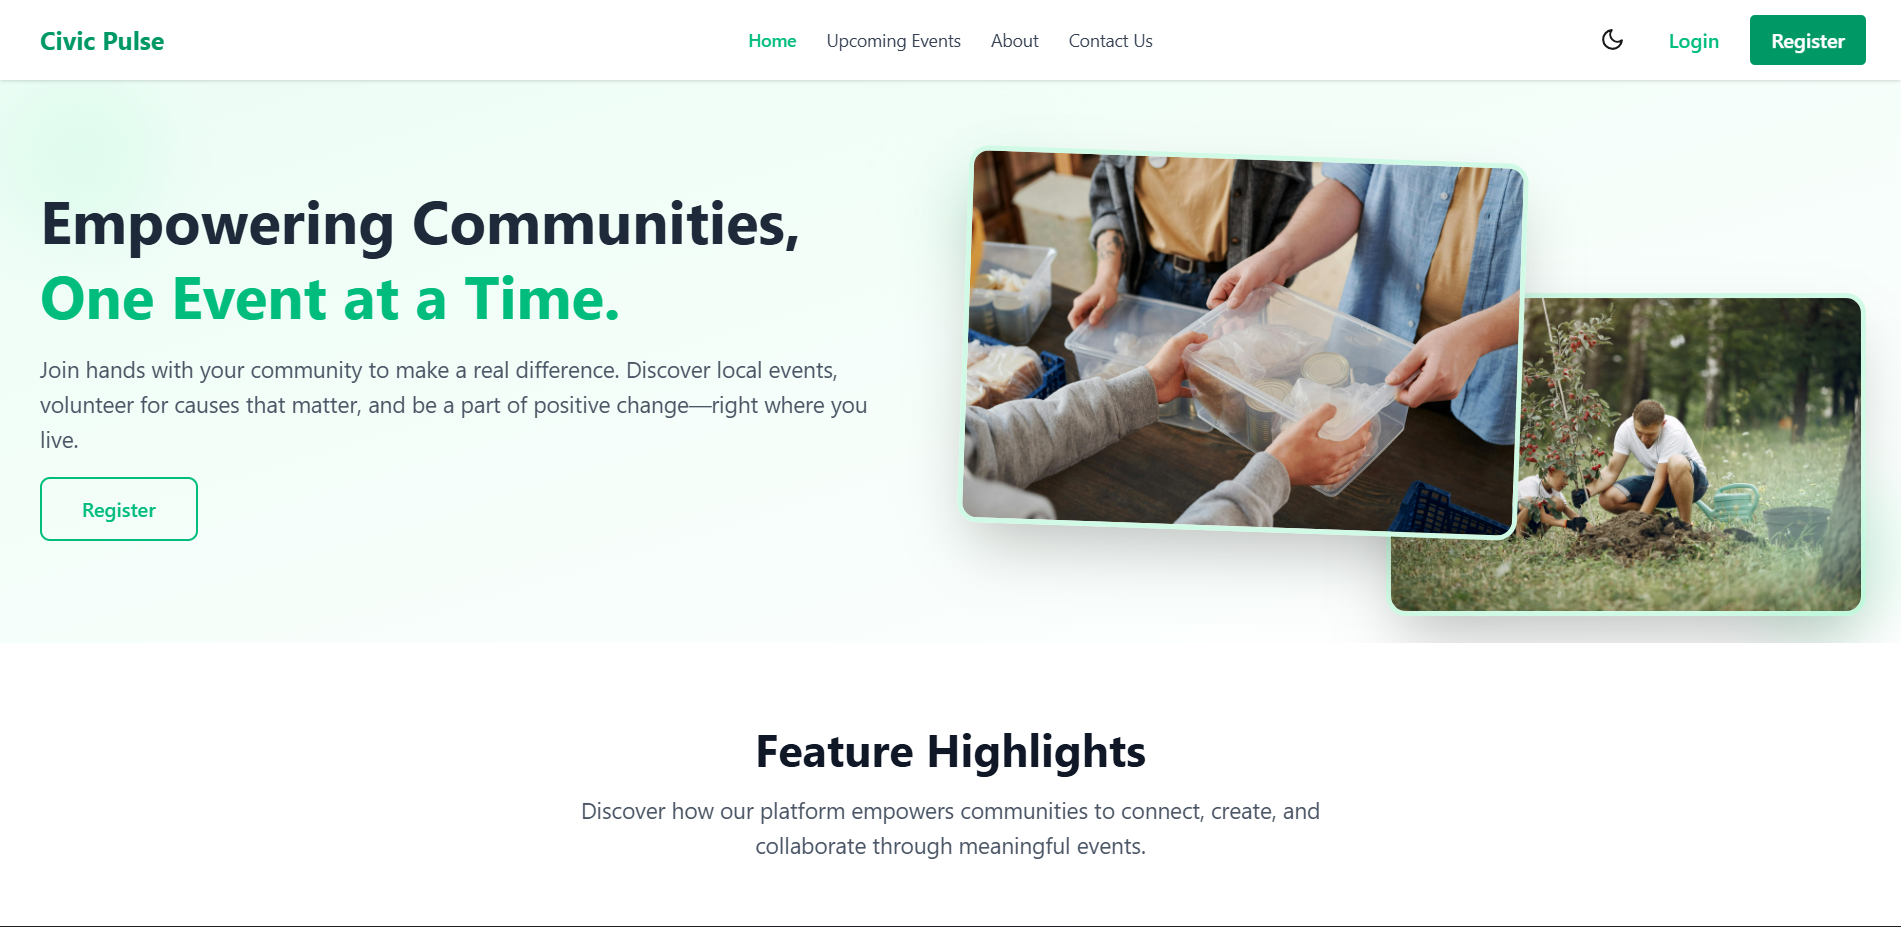 Civic Pulse
Home
Upcoming Events
About
Contact Us
Login
Register
Empowering Communities,
One Event at a Time.
Join hands with your community to make a real difference. Discover local events,
volunteer for causes that matter, and be a part of positive change—right where you
live.
Register
Feature Highlights
Discover how our platform empowers communities to connect, create, and
collaborate through meaningful events.